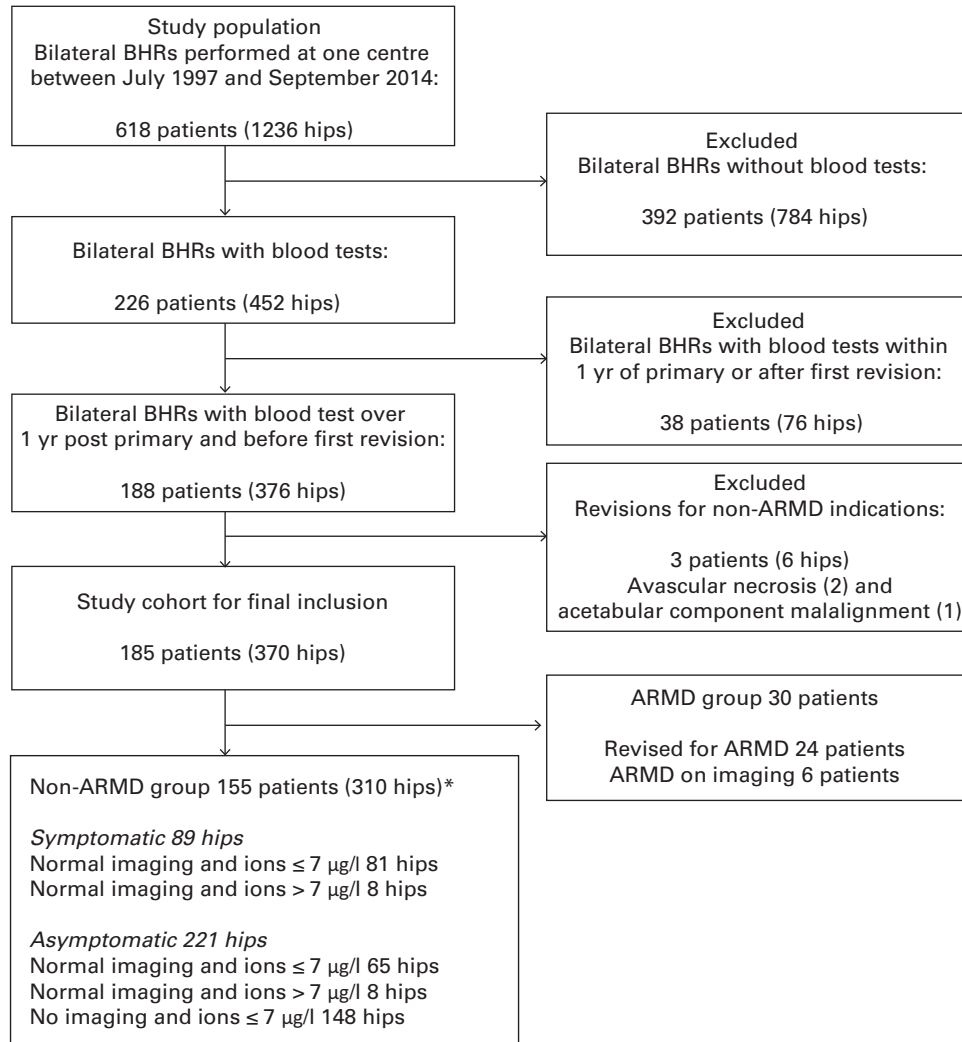 Study population
Bilateral BHRs performed at one centre
between July 1997 and September 2014:
618 patients (1236 hips)
Excluded
Bilateral BHRs without blood tests:
392 patients (784 hips)
Bilateral BHRs with blood tests:
226 patients (452 hips)
Excluded
Bilateral BHRs with blood tests within
1 yr of primary or after first revision:
38 patients (76 hips)
Bilateral BHRs with blood test over
1 yr post primary and before first revision:
188 patients (376 hips)
Excluded
Revisions for non-ARMD indications:
3 patients (6 hips)
Avascular necrosis (2) and
acetabular component malalignment (1)
Study cohort for final inclusion
185 patients (370 hips)
ARMD group 30 patients
Revised for ARMD 24 patients
ARMD on imaging 6 patients
Non-ARMD group 155 patients (310 hips)*
Symptomatic 89 hips
Normal imaging and ions ≤ 7 μg/l 81 hips
Normal imaging and ions > 7 μg/l 8 hips
Asymptomatic 221 hips
Normal imaging and ions ≤ 7 μg/l 65 hips
Normal imaging and ions > 7 μg/l 8 hips
No imaging and ions ≤ 7 μg/l 148 hips